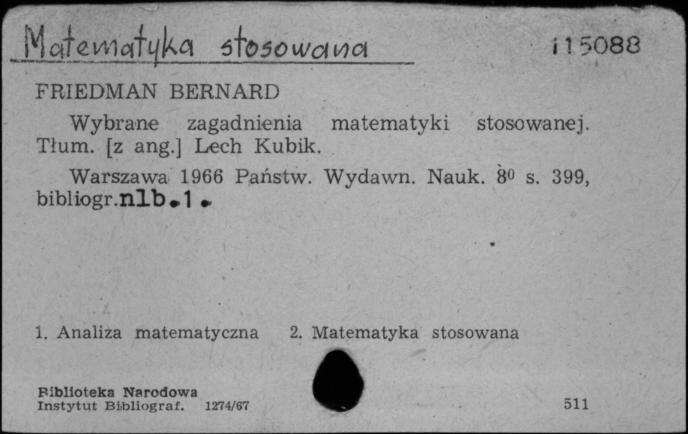 Matematyka stosowana i15088
FRIEDMAN BERNARD
Wybrane zagadnienia matematyki stosowanej.
Tłum. [z ang.] Lech Kubik.
Warszawa 1966 Państw. Wydawn. Nauk. 8⁰ s. 399,
bibliogr.nlb.1.
1. Analiza matematyczna 2. Matematyka stosowana
Biblioteka Narodowa
Instytut Bibliograf. 1274/67 511